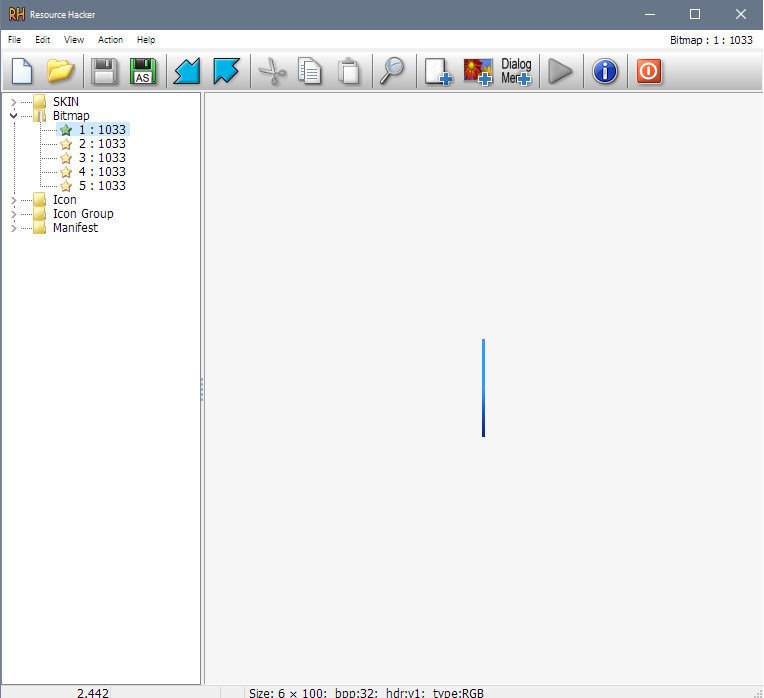 RH Resource Hacker
File Edit View Action Help Bitmap : 1 : 1033
AS
Dialog
Men
SKIN
Bitmap
1 : 1033
2 : 1033
3 : 1033
4 : 1033
5 : 1033
Icon
Icon Group
Manifest
2.442 Size: 6 × 100; bpp:32; hdr:v1; type:RGB